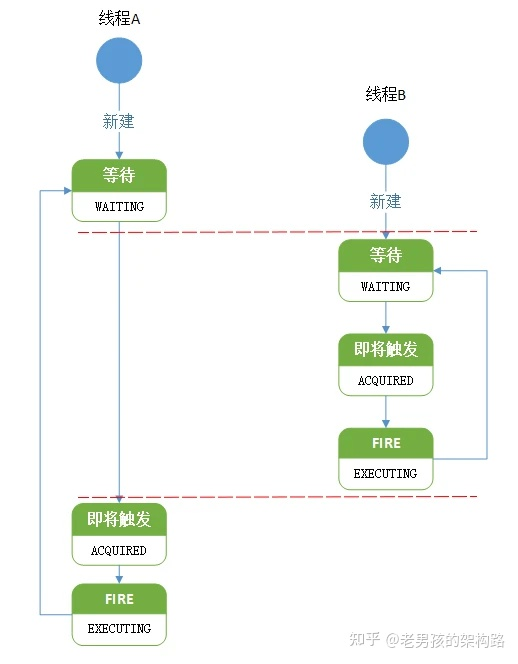 线程A
新建
等待
WAITING
即将触发
ACQUIRED
FIRE
EXECUTING
线程B
新建
等待
WAITING
即将触发
ACQUIRED
FIRE
EXECUTING
知乎 @老男孩的架构路